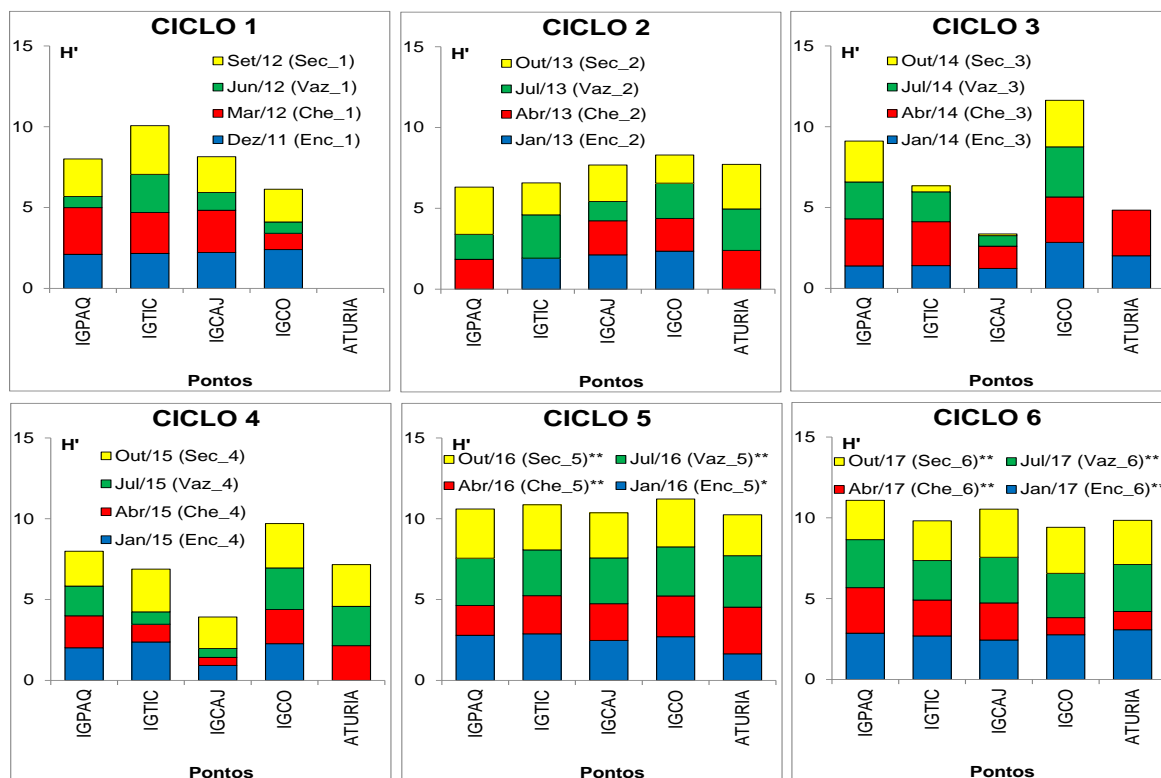 CICLO 1
15
H'
Set/12 (Sec_1)
Jun/12 (Vaz_1)
Mar/12 (Che_1)
Dez/11 (Enc_1)
10
5
0
IGPAQ
IGTIC
IGCAJ
IGCO
ATURIA
Pontos
CICLO 2
15
H'
Out/13 (Sec_2)
Jul/13 (Vaz_2)
Abr/13 (Che_2)
Jan/13 (Enc_2)
10
5
0
IGPAQ
IGTIC
IGCAJ
IGCO
ATURIA
Pontos
CICLO 3
15
H'
Out/14 (Sec_3)
Jul/14 (Vaz_3)
Abr/14 (Che_3)
Jan/14 (Enc_3)
10
5
0
IGPAQ
IGTIC
IGCAJ
IGCO
ATURIA
Pontos
CICLO 4
15
H'
Out/15 (Sec_4)
Jul/15 (Vaz_4)
Abr/15 (Che_4)
Jan/15 (Enc_4)
10
5
0
IGPAQ
IGTIC
IGCAJ
IGCO
ATURIA
Pontos
CICLO 5
15
H'
Out/16 (Sec_5)** Jul/16 (Vaz_5)**
Abr/16 (Che_5)** Jan/16 (Enc_5)*
10
5
0
IGPAQ
IGTIC
IGCAJ
IGCO
ATURIA
Pontos
CICLO 6
15
H'
Out/17 (Sec_6)** Jul/17 (Vaz_6)**
Abr/17 (Che_6)** Jan/17 (Enc_6)**
10
5
0
IGPAQ
IGTIC
IGCAJ
IGCO
ATURIA
Pontos